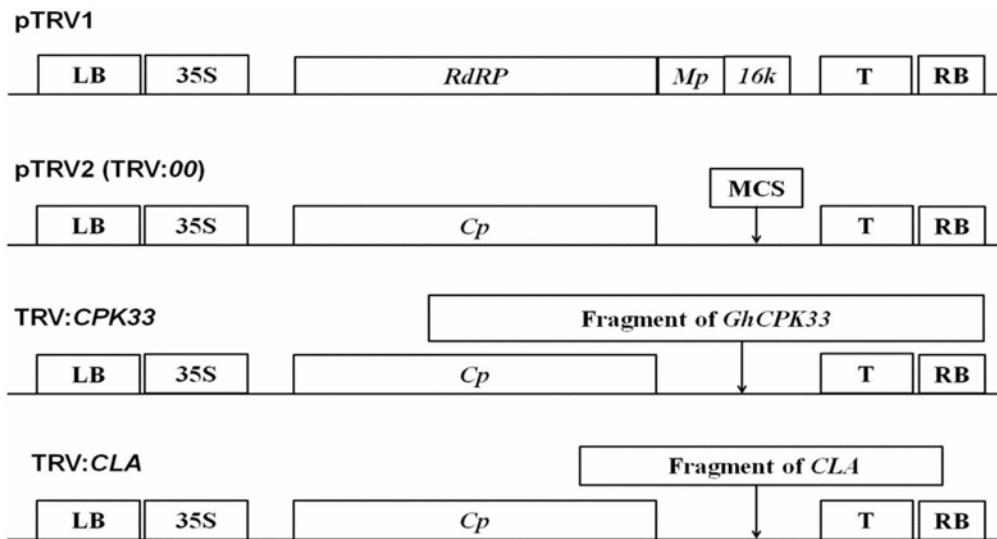 pTRV1
LB 35S RdRP Mp 16k T RB
pTRV2 (TRV:00)
MCS
LB 35S Cp T RB
TRV:CPK33
Fragment of GhCPK33
LB 35S Cp T RB
TRV:CLA
Fragment of CLA
LB 35S Cp T RB